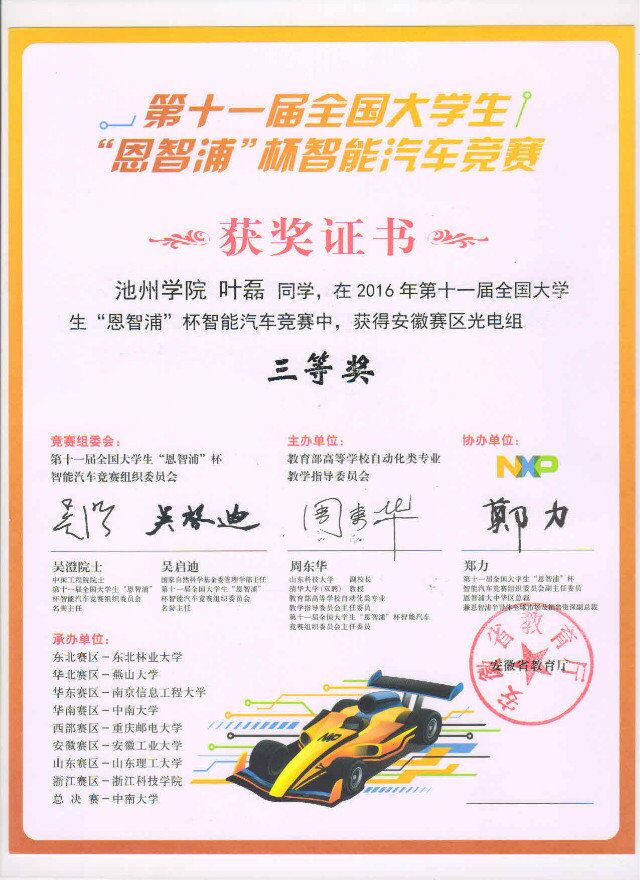 第十一届全国大学生
“恩智浦”杯智能汽车竞赛
获奖证书
池州学院 叶磊 同学，在 2016 年第十一届全国大学
生“恩智浦”杯智能汽车竞赛中，获得安徽赛区光电组
三等奖
竞赛组委会：
第十一届全国大学生“恩智浦”杯
智能汽车竞赛组织委员会
主办单位：
教育部高等学校自动化类专业
教学指导委员会
协办单位：
NXP
吴澄
吴启迪
周东华
郑力
吴澄院士
中国工程院院士
第十一届全国大学生“恩智浦”
杯智能汽车竞赛组织委员会
名誉主任
吴启迪
国家自然科学基金委管理学部主任
第十一届全国大学生“恩智浦”
杯智能汽车竞赛组织委员会
名誉主任
周东华
山东科技大学 副校长
清华大学（双聘） 教授
教育部高等学校自动化类专业
教学指导委员会主任委员
第十一届全国大学生“恩智浦”杯智能汽车
竞赛组织委员会主任委员
郑力
第十一届全国大学生“恩智浦”杯
智能汽车竞赛组织委员会副主任委员
恩智浦大中华区总裁
兼恩智浦半导体全球市场及销售资深副总裁
承办单位：
东北赛区－东北林业大学
华北赛区－燕山大学
华东赛区－南京信息工程大学
华南赛区－中南大学
西部赛区－重庆邮电大学
安徽赛区－安徽工业大学
山东赛区－山东理工大学
浙江赛区－浙江科技学院
总 决 赛－中南大学
安徽省教育厅
安徽省教育厅